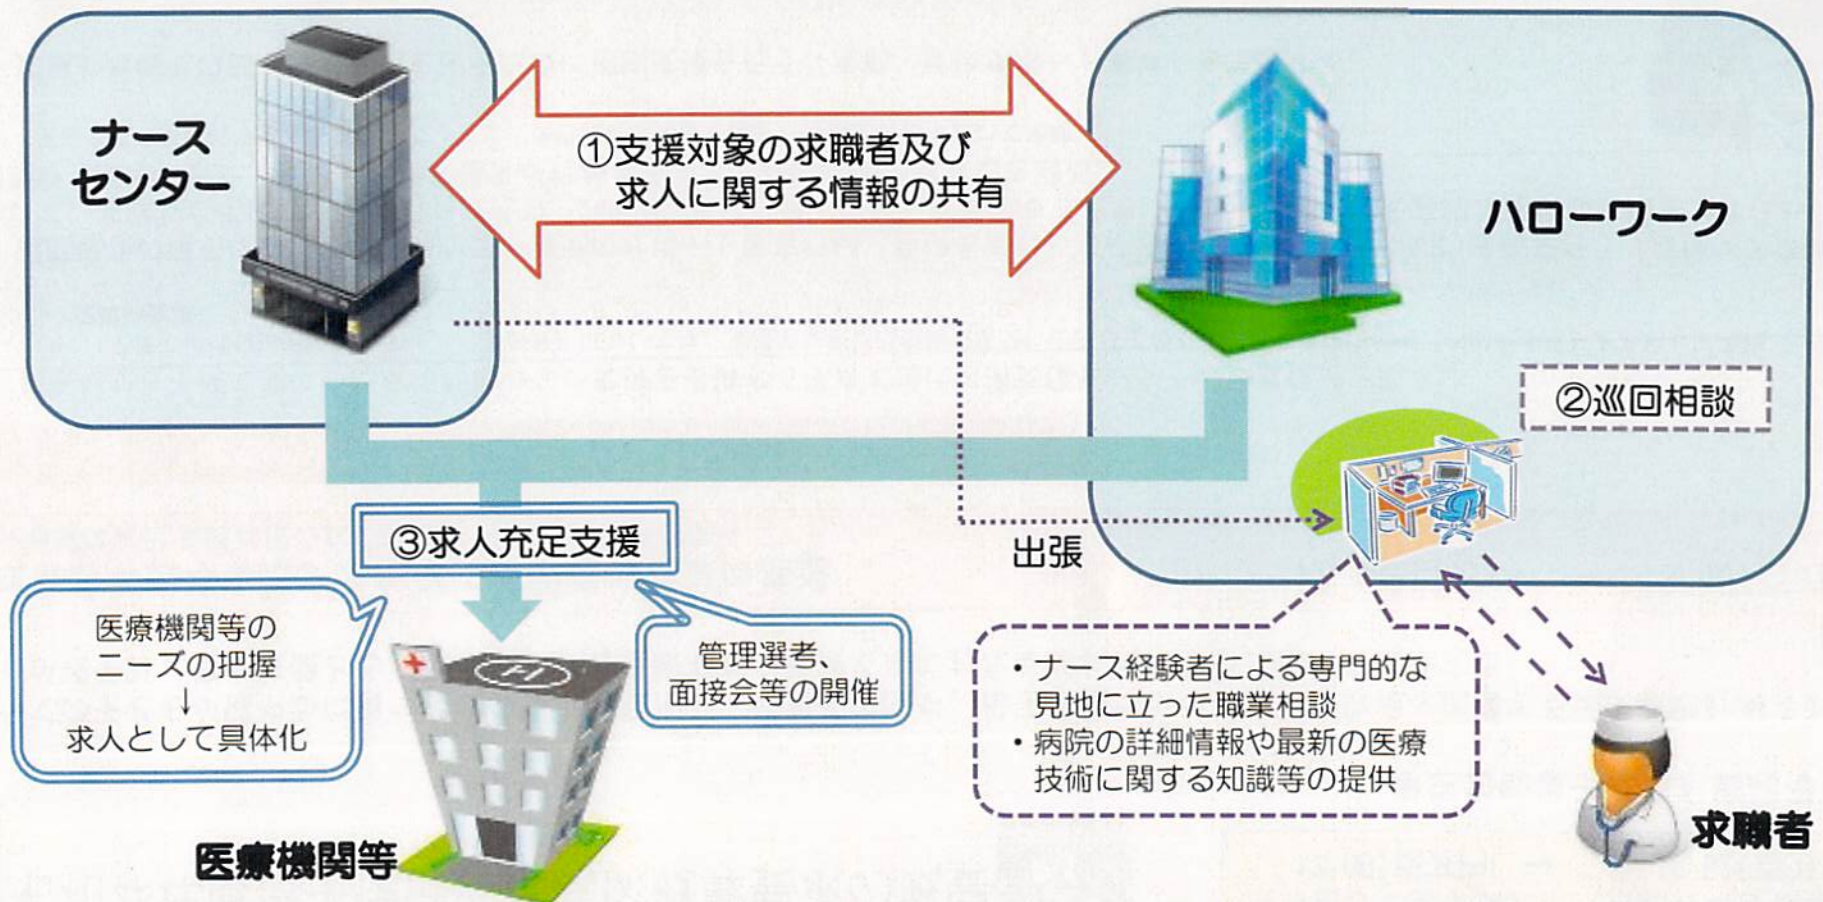 ナース
センター
①支援対象の求職者及び
求人に関する情報の共有
ハローワーク
②巡回相談
③求人充足支援
出張
医療機関等の
ニーズの把握
↓
求人として具体化
管理選考、
面接会等の開催
・ナース経験者による専門的な
見地に立った職業相談
・病院の詳細情報や最新の医療
技術に関する知識等の提供
H
医療機関等
求職者